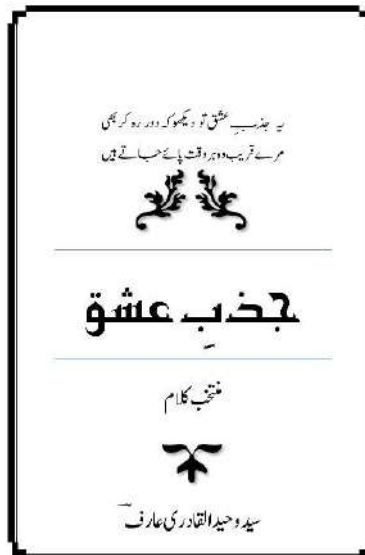 یہ جذبِ عشق تو دیکھو کہ دور رہ کر بھی
مرے قریب وہ ہر وقت پائے جاتے ہیں
جذبِ عشق
منتخب کلام
سید وحید القادری عارفؔ